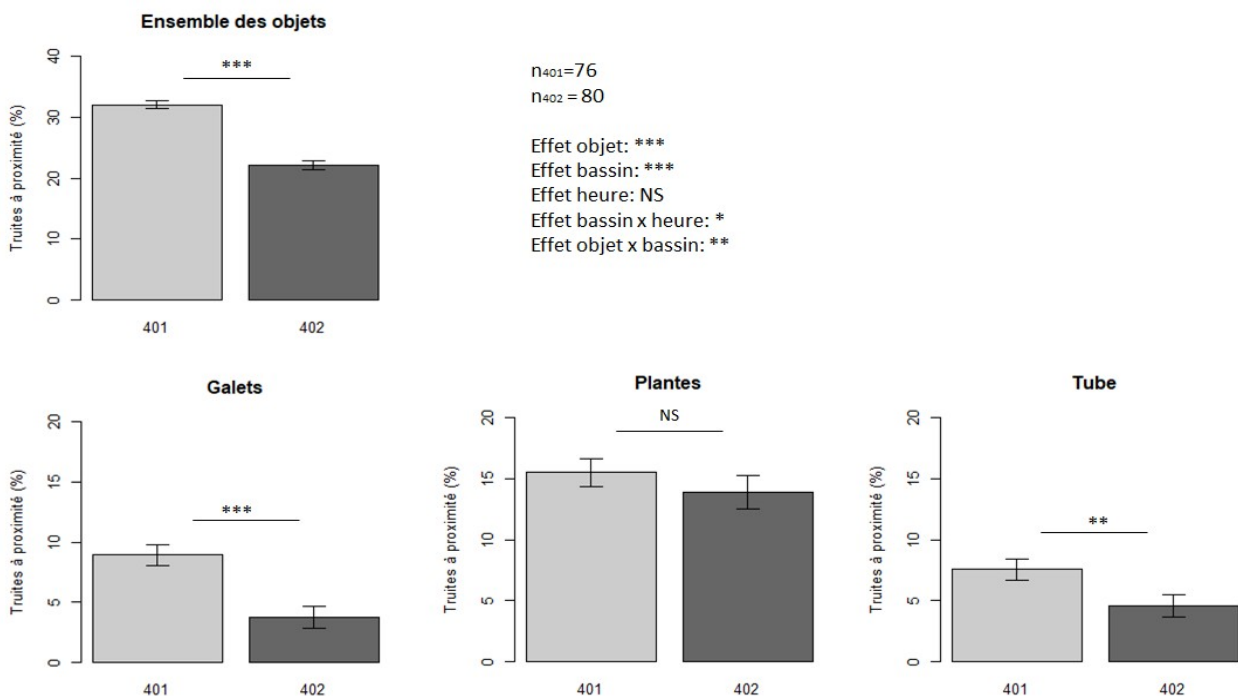 Ensemble des objets
Truites à proximité (%)
40
30
20
10
0
***
401
402
n401=76
n402 = 80
Effet objet: ***
Effet bassin: ***
Effet heure: NS
Effet bassin x heure: *
Effet objet x bassin: **
Galets
Truites à proximité (%)
20
15
10
5
0
***
401
402
Plantes
Truites à proximité (%)
20
15
10
5
0
NS
401
402
Tube
Truites à proximité (%)
20
15
10
5
0
**
401
402